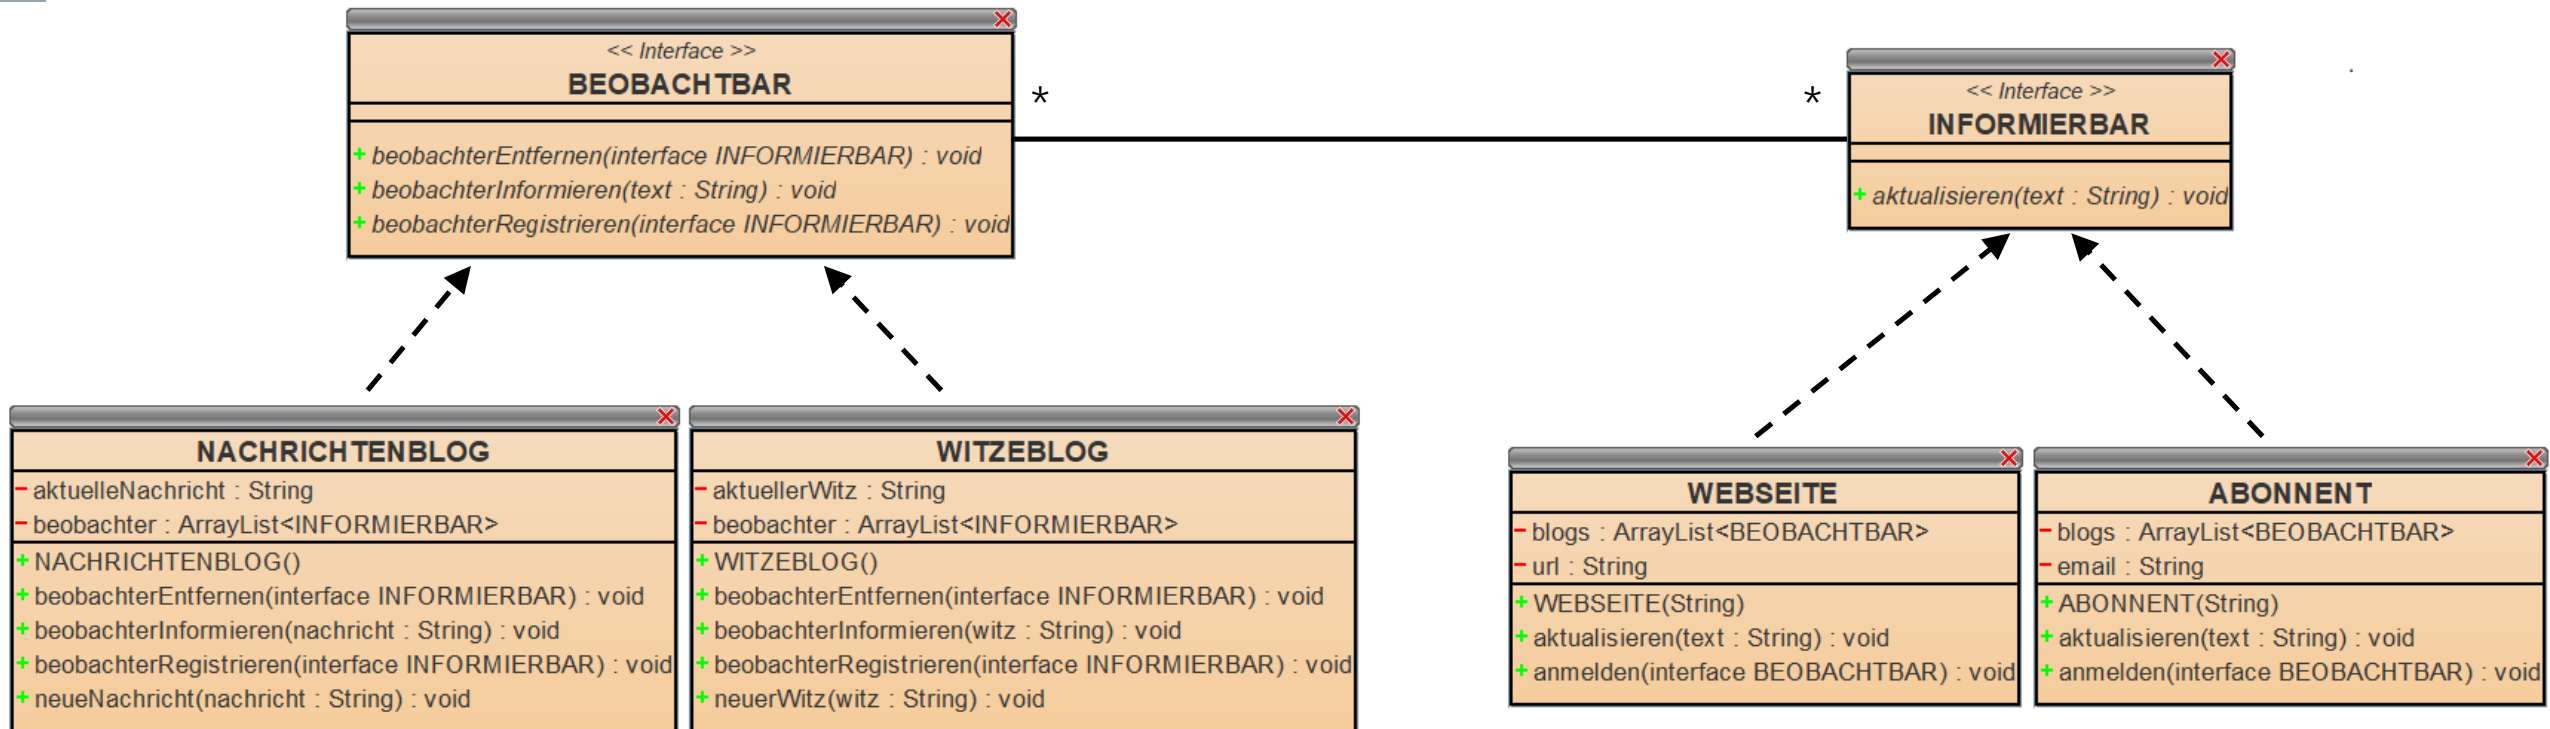 << Interface >>
BEOBACHTBAR
+ beobachterEntfernen(interface INFORMIERBAR) : void
+ beobachterInformieren(text : String) : void
+ beobachterRegistrieren(interface INFORMIERBAR) : void
*
*
<< Interface >>
INFORMIERBAR
+ aktualisieren(text : String) : void
NACHRICHTENBLOG
- aktuelleNachricht : String
- beobachter : ArrayList<INFORMIERBAR>
+ NACHRICHTENBLOG()
+ beobachterEntfernen(interface INFORMIERBAR) : void
+ beobachterInformieren(nachricht : String) : void
+ beobachterRegistrieren(interface INFORMIERBAR) : void
+ neueNachricht(nachricht : String) : void
WITZEBLOG
- aktuellerWitz : String
- beobachter : ArrayList<INFORMIERBAR>
+ WITZEBLOG()
+ beobachterEntfernen(interface INFORMIERBAR) : void
+ beobachterInformieren(witz : String) : void
+ beobachterRegistrieren(interface INFORMIERBAR) : void
+ neuerWitz(witz : String) : void
WEBSEITE
- blogs : ArrayList<BEOBACHTBAR>
- url : String
+ WEBSEITE(String)
+ aktualisieren(text : String) : void
+ anmelden(interface BEOBACHTBAR) : void
ABONNENT
- blogs : ArrayList<BEOBACHTBAR>
- email : String
+ ABONNENT(String)
+ aktualisieren(text : String) : void
+ anmelden(interface BEOBACHTBAR) : void